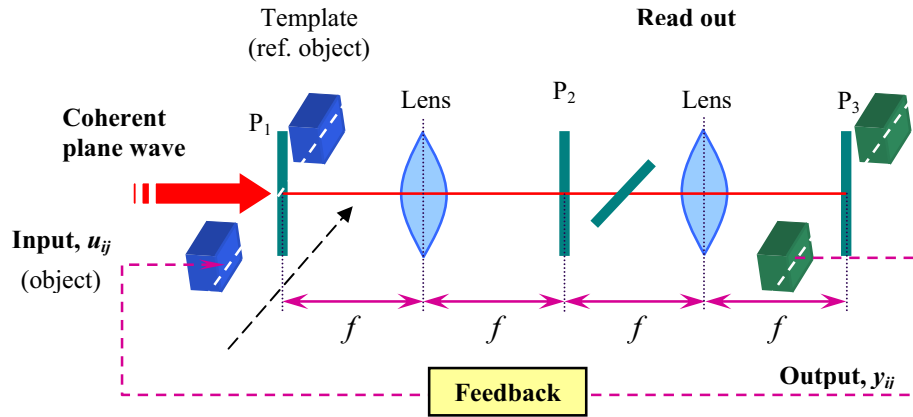 Template
(ref. object)
Read out
Coherent
plane wave
P1
Lens
P2
Lens
P3
Input, uij
(object)
f
f
f
f
Feedback
Output, yij